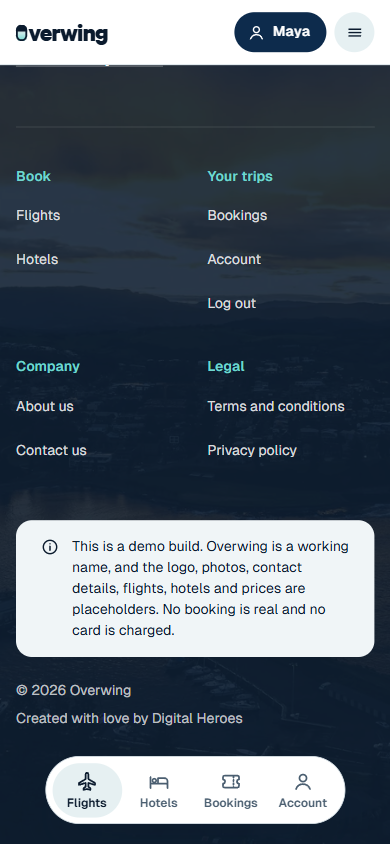 Overwing
Maya
Book
Your trips
Flights
Bookings
Hotels
Account
Log out
Company
Legal
About us
Terms and conditions
Contact us
Privacy policy
This is a demo build. Overwing is a working
name, and the logo, photos, contact
details, flights, hotels and prices are
placeholders. No booking is real and no
card is charged.
© 2026 Overwing
Created with love by Digital Heroes
Flights
Hotels
Bookings
Account